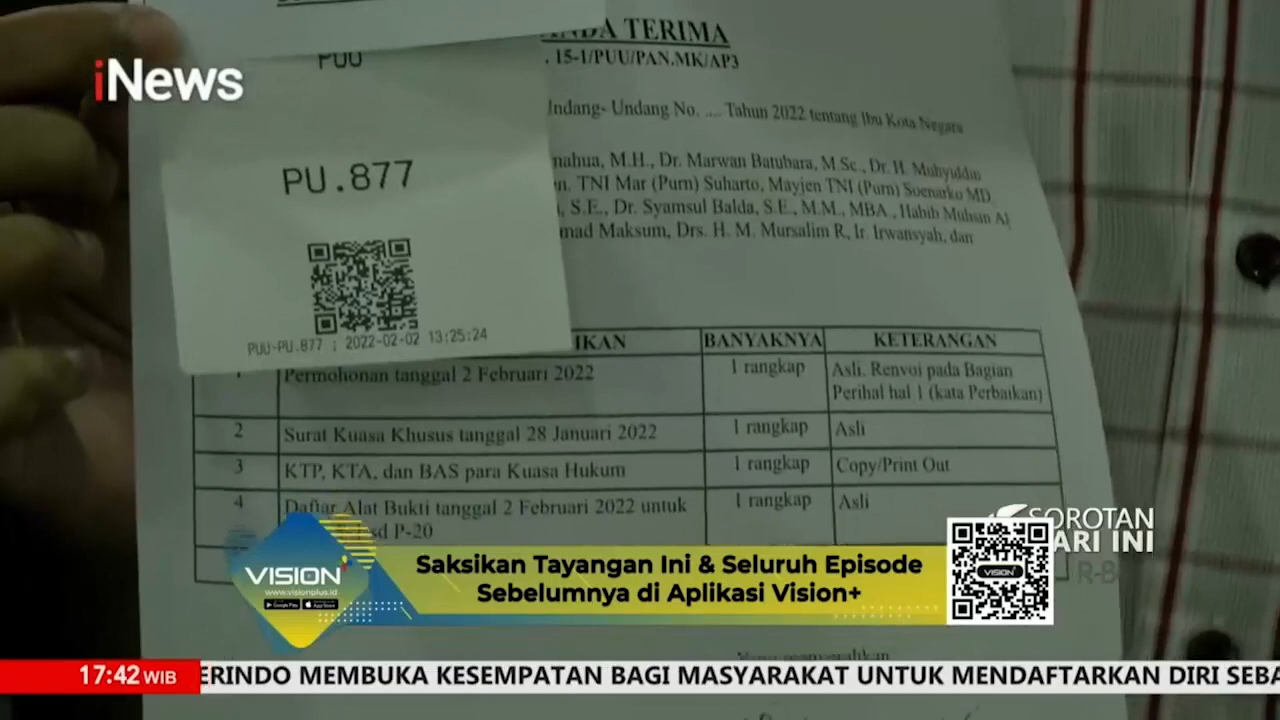 NDA TERIMA
. 15-1/PUU/PAN.MK/AP3
iNews
PUU
PU.877
PUU-PU.877 : 2022-02-02 13:25:24
Undang- Undang No. .... Tahun 2022 tentang Ibu Kota Negara
nahua, M.H., Dr. Marwan Batubara, M.Sc., Dr. H. Muhyiddin
n. TNI Mar (Purn) Suharto, Mayjen TNI (Purn) Soenarko MD.
, S.E., Dr. Syamsul Balda, S.E., M.M., MBA., Habib Muhsin Al
mad Maksum, Drs. H. M. Mursalim R, Ir. Irwansyah, dan
IKAN BANYAKNYA KETERANGAN
1 Permohonan tanggal 2 Februari 2022 1 rangkap Asli. Renvoi pada Bagian
Perihal hal 1 (kata Perbaikan)
2 Surat Kuasa Khusus tanggal 28 Januari 2022 1 rangkap Asli
3 KTP, KTA, dan BAS para Kuasa Hukum 1 rangkap Copy/Print Out
4 Daftar Alat Bukti tanggal 2 Februari 2022 untuk 1 rangkap Asli
sd P-20
SOROTAN
ARI INI
R-B
VISION+
www.visionplus.id
Google Play App Store
Saksikan Tayangan Ini & Seluruh Episode
Sebelumnya di Aplikasi Vision+
VISION+
17:42 WIB
ERINDO MEMBUKA KESEMPATAN BAGI MASYARAKAT UNTUK MENDAFTARKAN DIRI SEBA